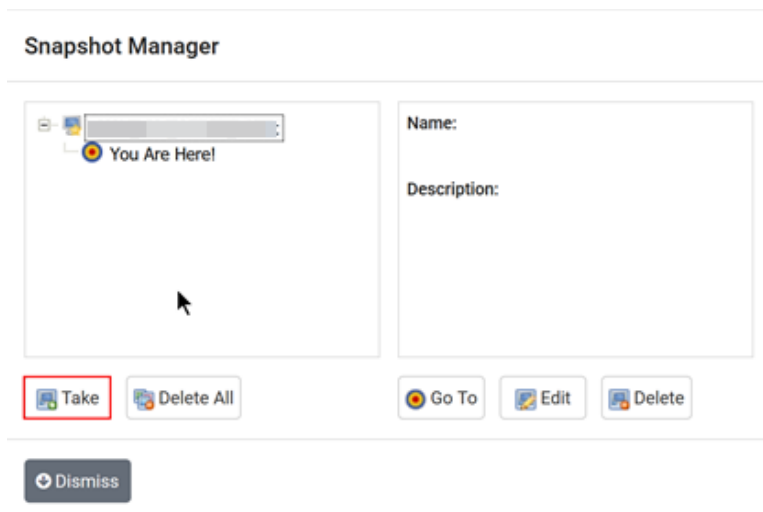 Snapshot Manager
You Are Here!
Name:
Description:
Take
Delete All
Go To
Edit
Delete
Dismiss